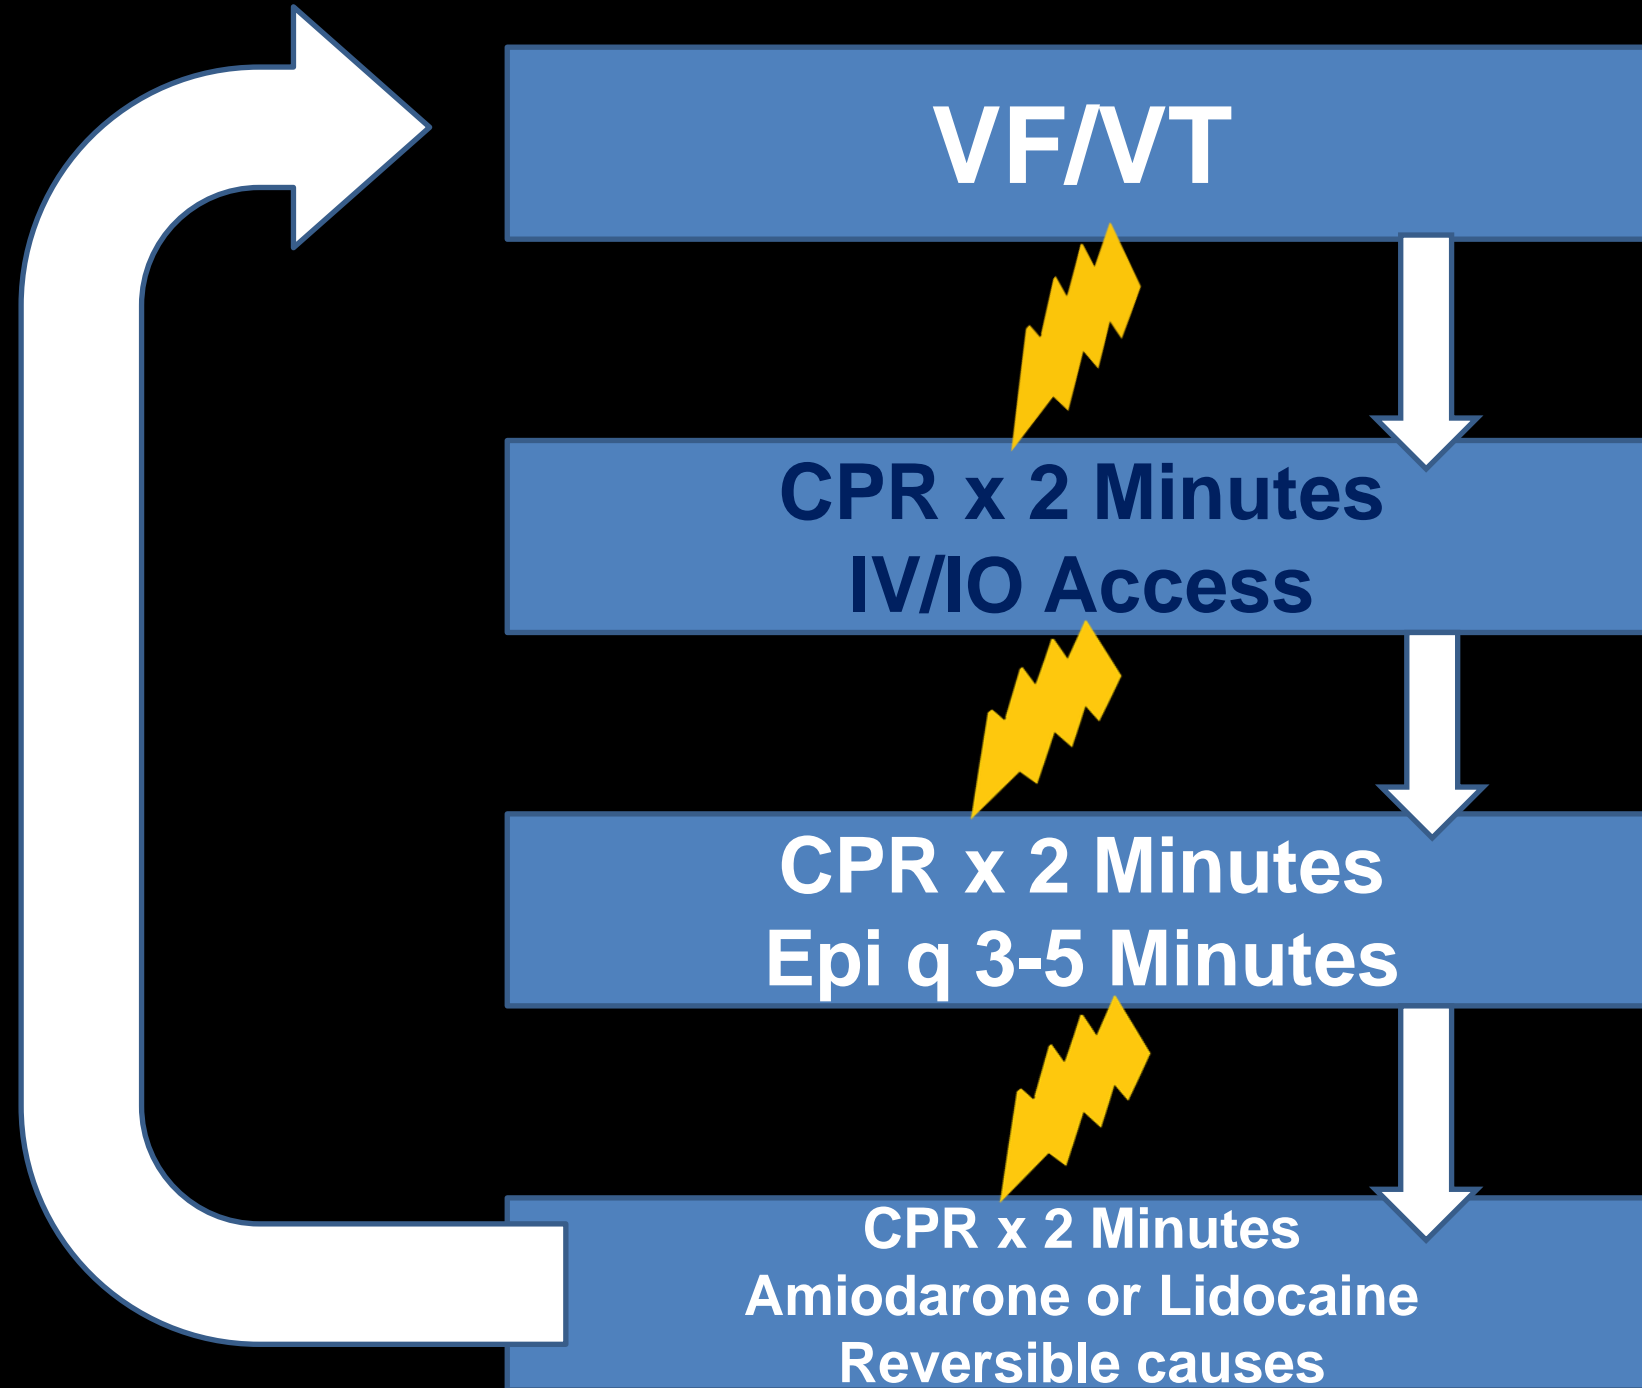 VF/VT
CPR x 2 Minutes
IV/IO Access
CPR x 2 Minutes
Epi q 3-5 Minutes
CPR x 2 Minutes
Amiodarone or Lidocaine
Reversible causes